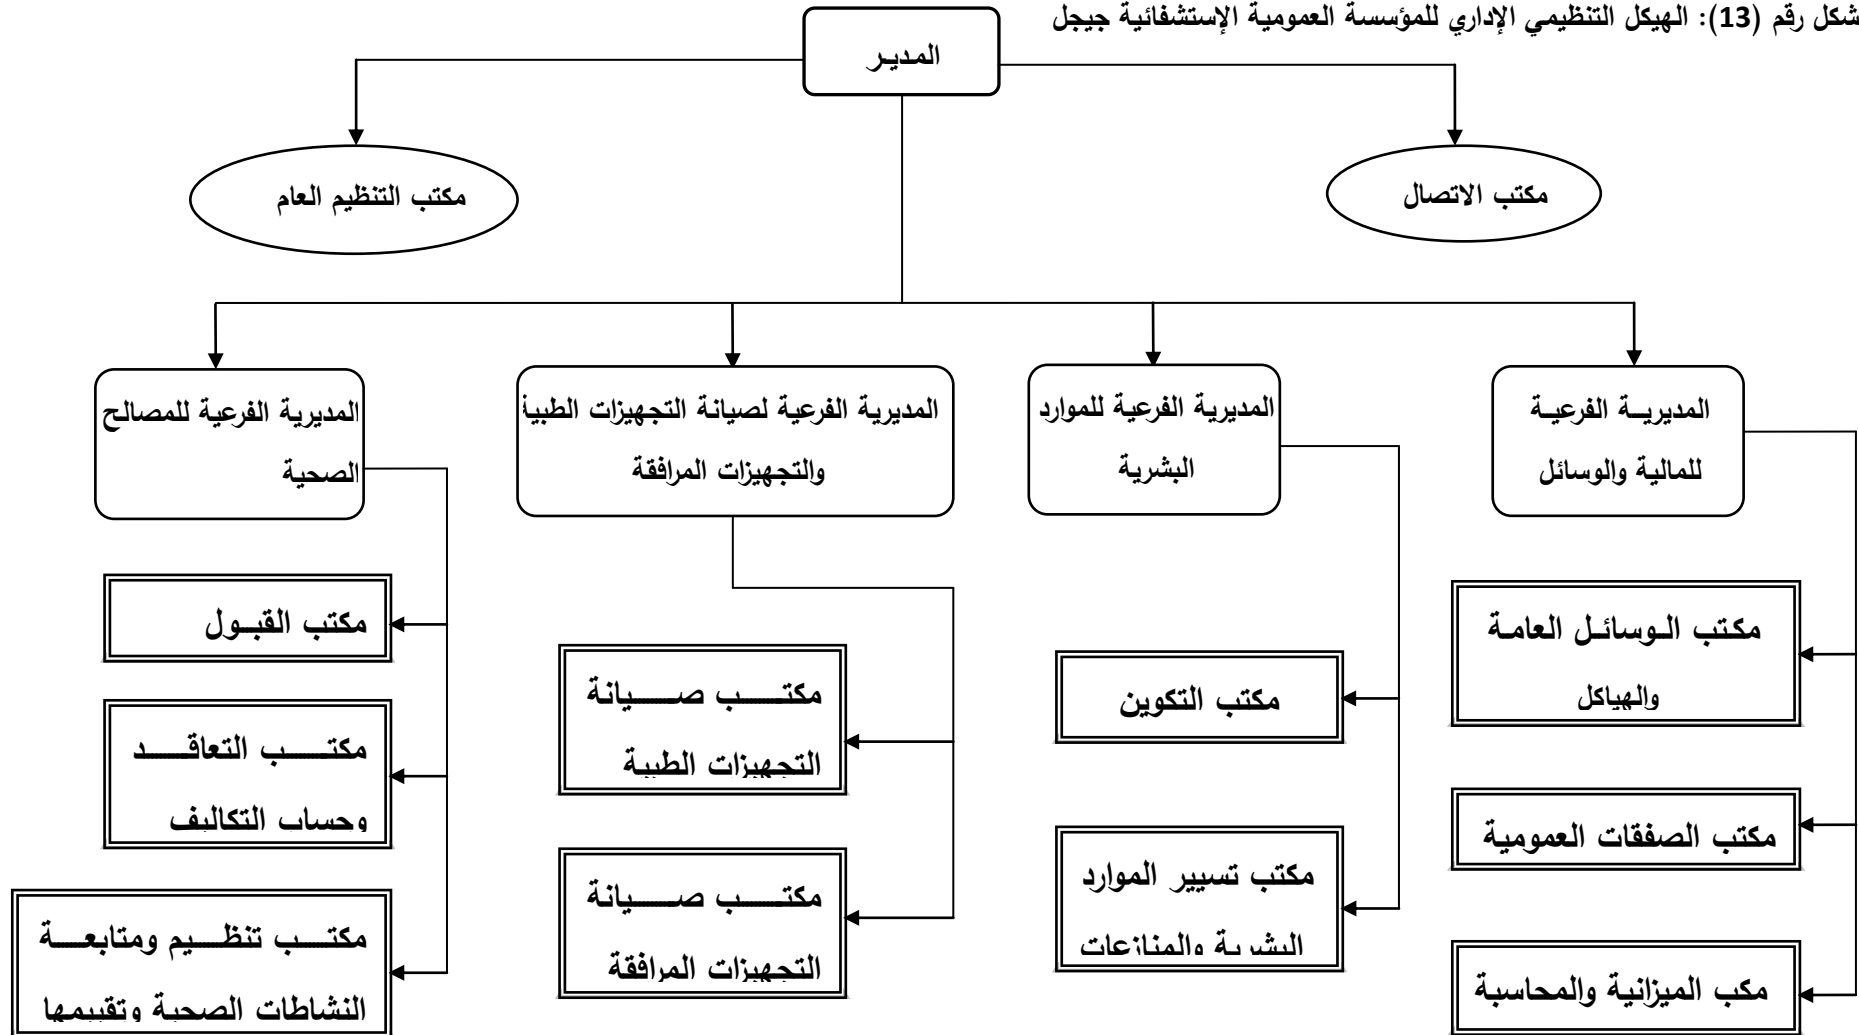 شكل رقم (13): الهيكل التنظيمي الإداري للمؤسسة العمومية الإستشفائية جيجل
المدير
مكتب الاتصال
مكتب التنظيم العام
المديرية الفرعية
للمالية والوسائل
المديرية الفرعية للموارد
البشرية
المديرية الفرعية لصيانة التجهيزات الطبية
والتجهيزات المرافقة
المديرية الفرعية للمصالح
الصحية
مكتب الوسائل العامة
والهياكل
مكتب الصفقات العمومية
مكب الميزانية والمحاسبة
مكتب التكوين
مكتب تسيير الموارد
البشرية والمنازعات
مكتب صيانة
التجهيزات الطبية
مكتب صيانة
التجهيزات المرافقة
مكتب القبول
مكتب التعاقد
وحساب التكاليف
مكتب تنظيم ومتابعة
النشاطات الصحية وتقييمها